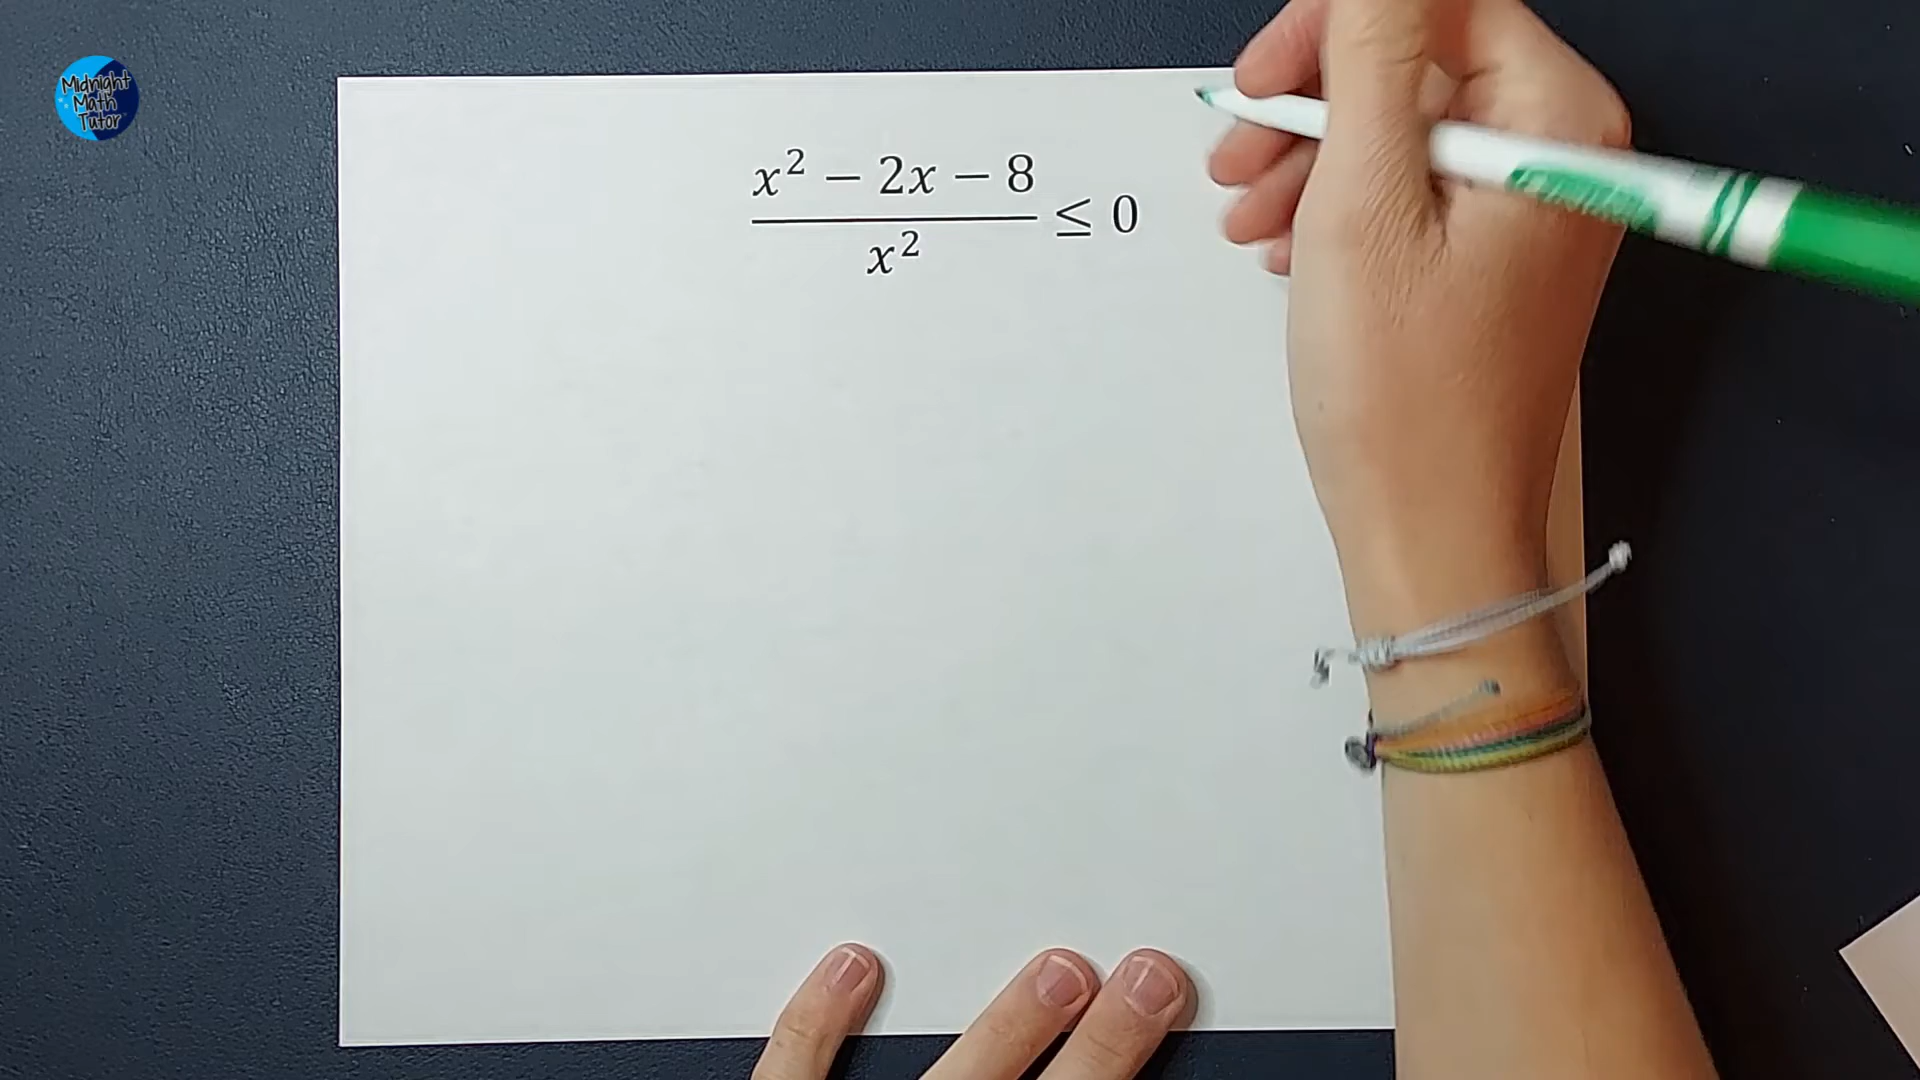 Midnight
Math
Tutor
x² − 2x − 8
x²
≤ 0